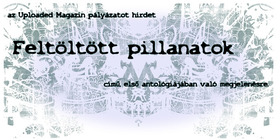 az Uploaded Magazin pályázatot hirdet
Feltöltött pillanatok
című, első antológiájában való megjelenésre.